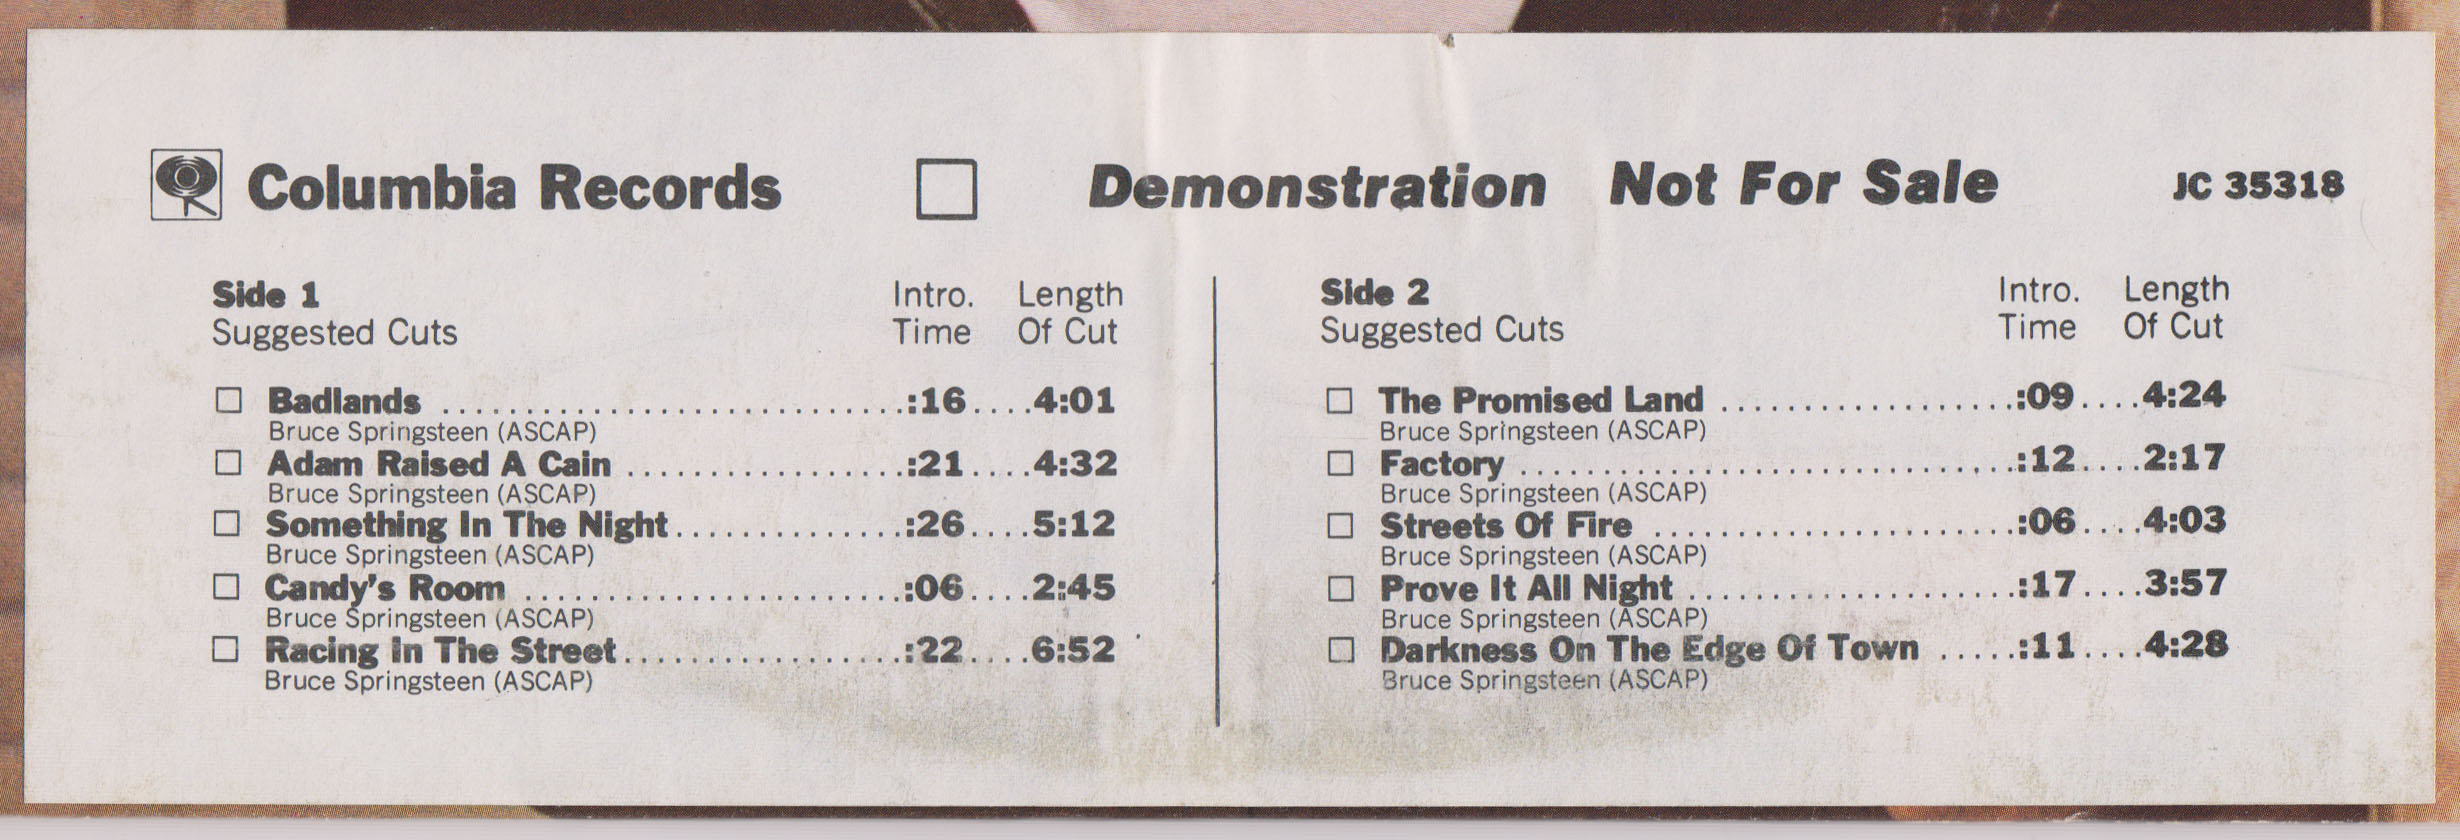 Columbia Records Demonstration Not For Sale JC 35318
Side 1
Suggested Cuts
Intro. Time
Length Of Cut
Badlands :16 4:01
Bruce Springsteen (ASCAP)
Adam Raised A Cain :21 4:32
Bruce Springsteen (ASCAP)
Something In The Night :26 5:12
Bruce Springsteen (ASCAP)
Candy's Room :06 2:45
Bruce Springsteen (ASCAP)
Racing In The Street :22 6:52
Bruce Springsteen (ASCAP)
Side 2
Suggested Cuts
Intro. Time
Length Of Cut
The Promised Land :09 4:24
Bruce Springsteen (ASCAP)
Factory :12 2:17
Bruce Springsteen (ASCAP)
Streets Of Fire :06 4:03
Bruce Springsteen (ASCAP)
Prove It All Night :17 3:57
Bruce Springsteen (ASCAP)
Darkness On The Edge Of Town :11 4:28
Bruce Springsteen (ASCAP)